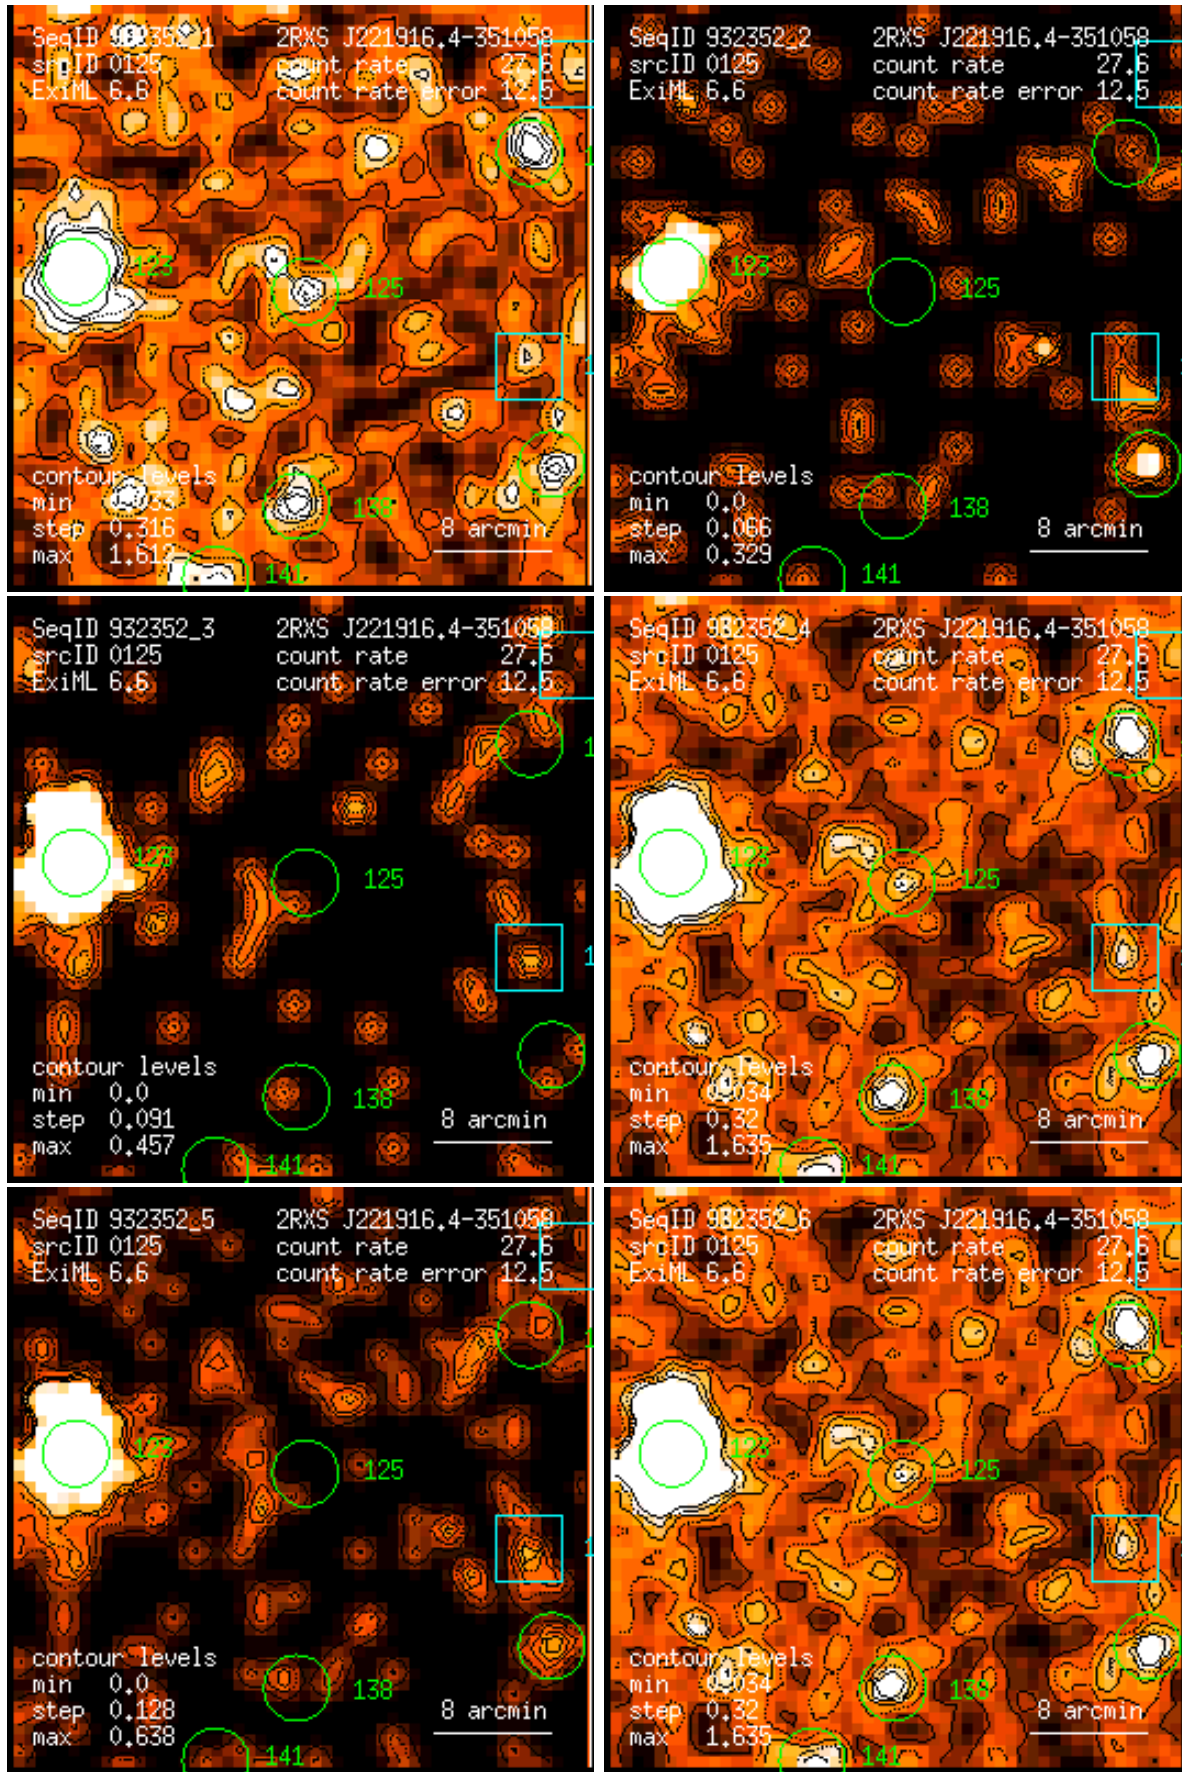 SeqID 932352_1 2RXS J221916.4-351058
srcID 0125 count rate 27.6
ExiML 6.6 count rate error 12.5
1
123
125
1
contour levels
min 0.033
step 0.316
max 1.612
138
8 arcmin
141
SeqID 932352_2 2RXS J221916.4-351058
srcID 0125 count rate 27.6
ExiML 6.6 count rate error 12.5
123
125
contour levels
min 0.0
step 0.066
max 0.329
138
8 arcmin
141
SeqID 932352_3 2RXS J221916.4-351058
srcID 0125 count rate 27.6
ExiML 6.6 count rate error 12.5
1
123
125
1
contour levels
min 0.0
step 0.091
max 0.457
138
8 arcmin
141
SeqID 932352_4 2RXS J221916.4-351058
srcID 0125 count rate 27.6
ExiML 6.6 count rate error 12.5
123
125
contour levels
min 0.034
step 0.32
max 1.635
138
8 arcmin
141
SeqID 932352_5 2RXS J221916.4-351058
srcID 0125 count rate 27.6
ExiML 6.6 count rate error 12.5
1
123
125
1
contour levels
min 0.0
step 0.128
max 0.638
138
8 arcmin
141
SeqID 932352_6 2RXS J221916.4-351058
srcID 0125 count rate 27.6
ExiML 6.6 count rate error 12.5
123
125
contour levels
min 0.034
step 0.32
max 1.635
138
8 arcmin
141